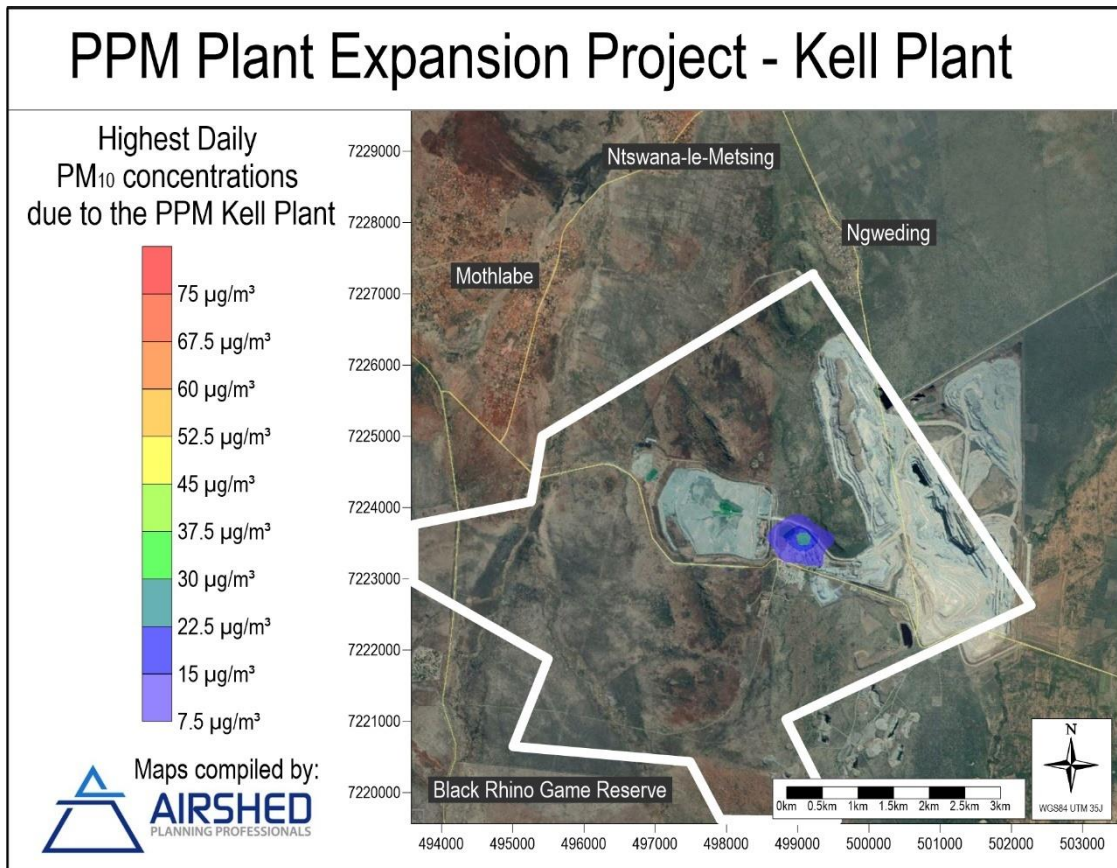 PPM Plant Expansion Project - Kell Plant
Highest Daily
PM₁₀ concentrations
due to the PPM Kell Plant
75 µg/m³
67.5 µg/m³
60 µg/m³
52.5 µg/m³
45 µg/m³
37.5 µg/m³
30 µg/m³
22.5 µg/m³
15 µg/m³
7.5 µg/m³
Maps compiled by:
AIRSHED
PLANNING PROFESSIONALS
7229000
7228000
7227000
7226000
7225000
7224000
7223000
7222000
7221000
7220000
Ntswana-le-Metsing
Ngweding
Mothlabe
Black Rhino Game Reserve
0km 0.5km 1km 1.5km 2km 2.5km 3km
N
WGS84 UTM 35J
494000 495000 496000 497000 498000 499000 500000 501000 502000 503000